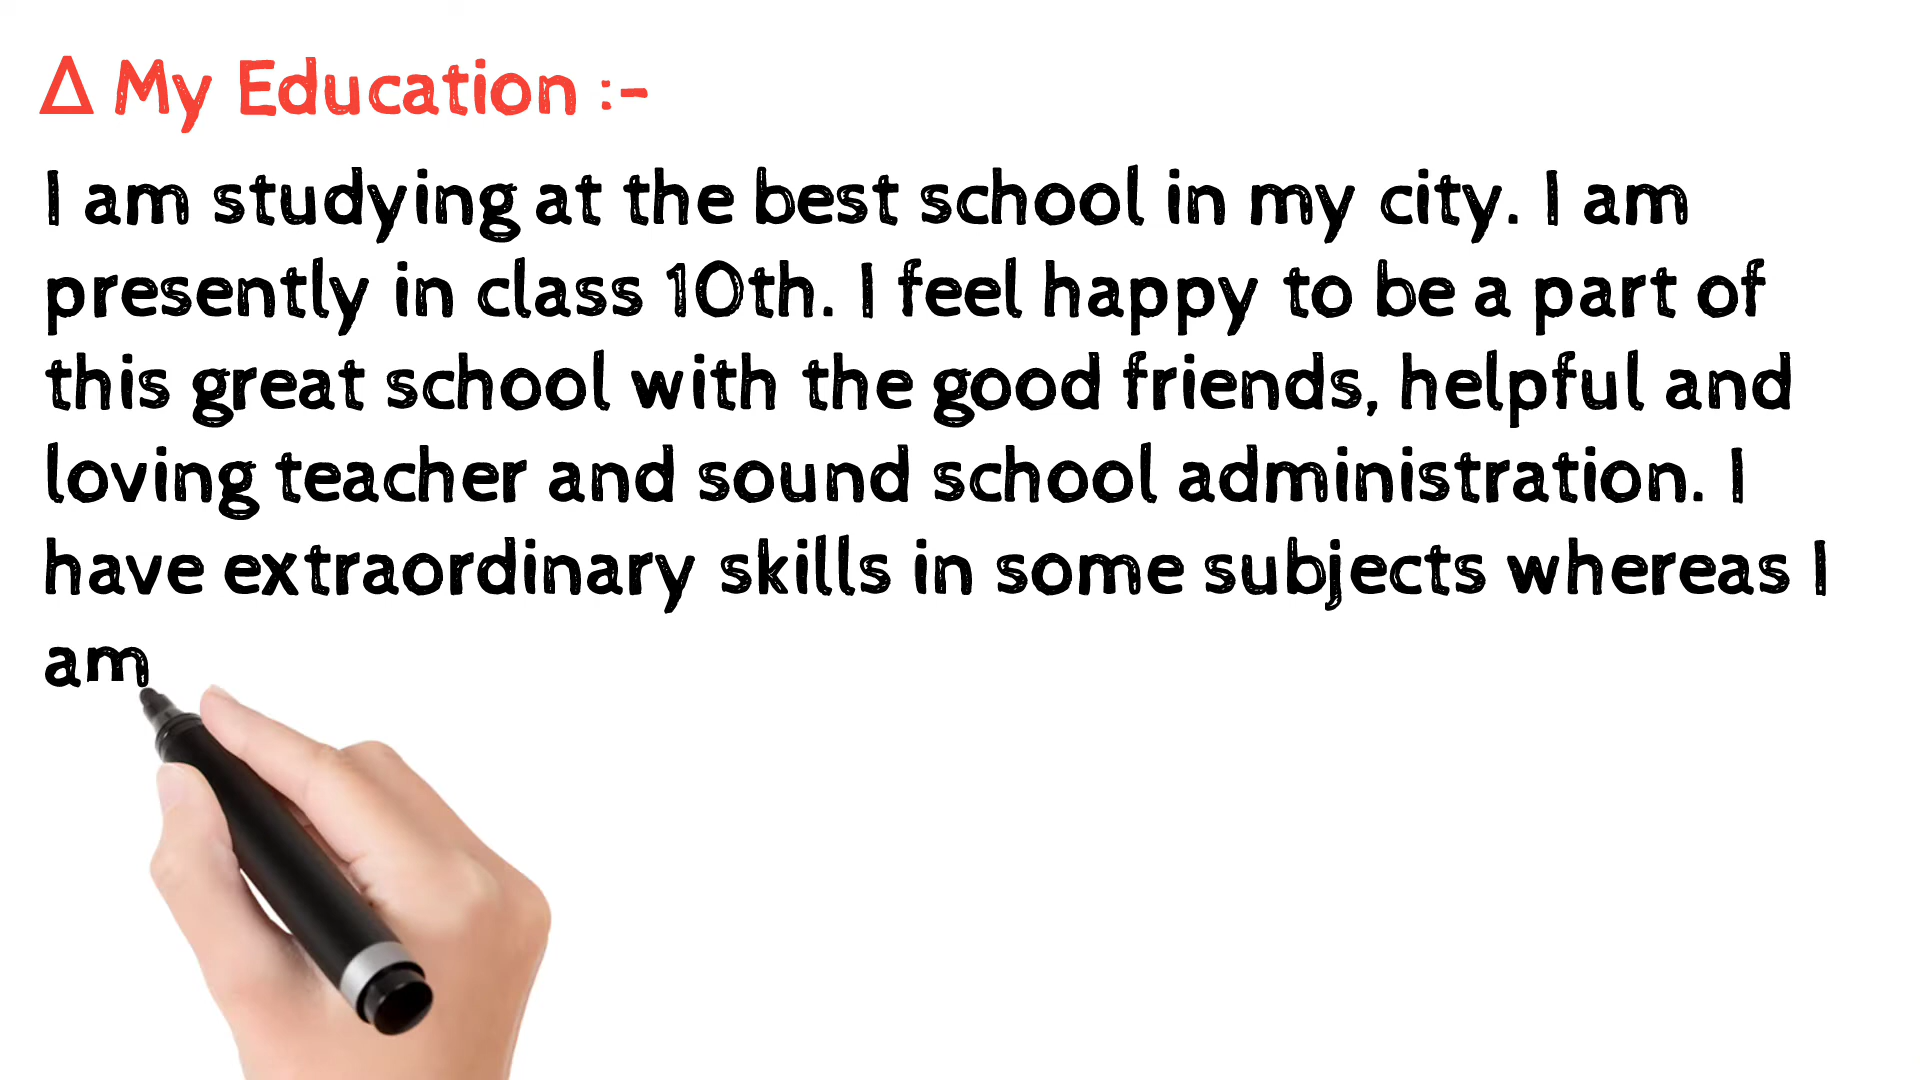 Δ My Education :-
I am studying at the best school in my city. I am
presently in class 10th. I feel happy to be a part of
this great school with the good friends, helpful and
loving teacher and sound school administration. I
have extraordinary skills in some subjects whereas I
am